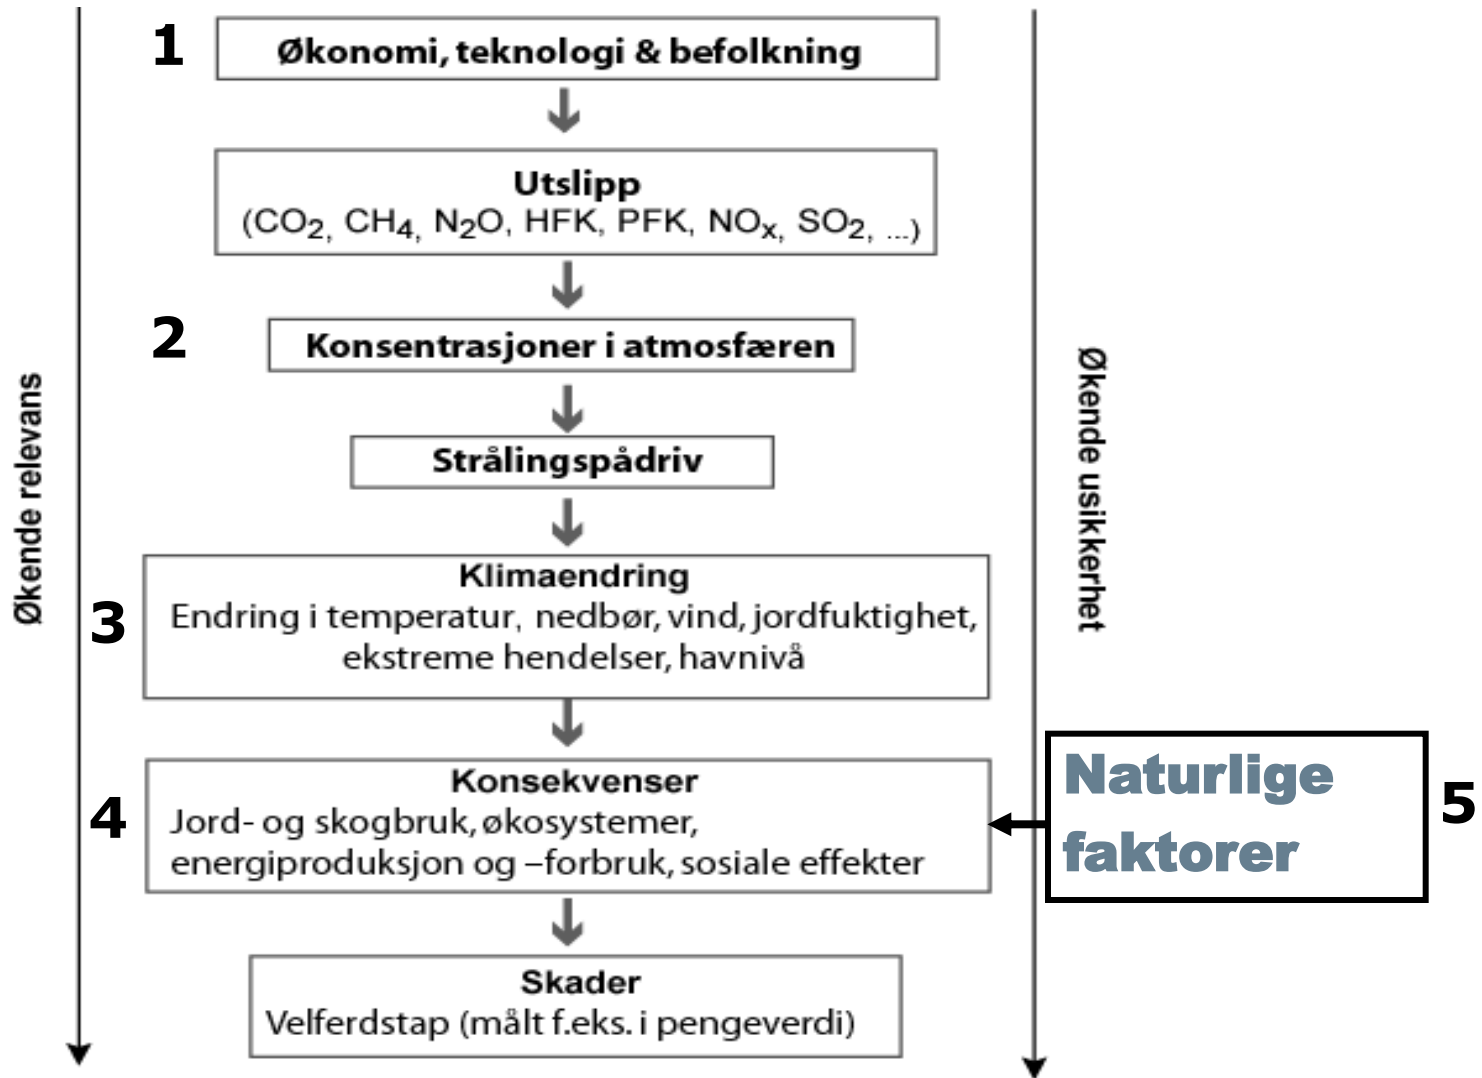 1
Økonomi, teknologi & befolkning
Utslipp
(CO2, CH4, N2O, HFK, PFK, NOx, SO2, ...)
2
Konsentrasjoner i atmosfæren
Strålingspådriv
Klimaendring
3
Endring i temperatur, nedbør, vind, jordfuktighet,
ekstreme hendelser, havnivå
Konsekvenser
4
Jord- og skogbruk, økosystemer,
energiproduksjon og –forbruk, sosiale effekter
Naturlige
faktorer
5
Skader
Velferdstap (målt f.eks. i pengeverdi)
Økende relevans
Økende usikkerhet